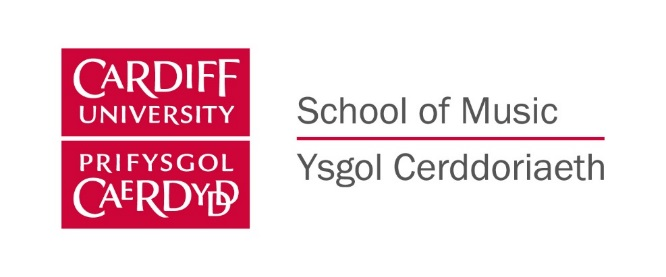 CARDIFF
UNIVERSITY
PRIFYSGOL
CAERDYDD
School of Music
Ysgol Cerddoriaeth